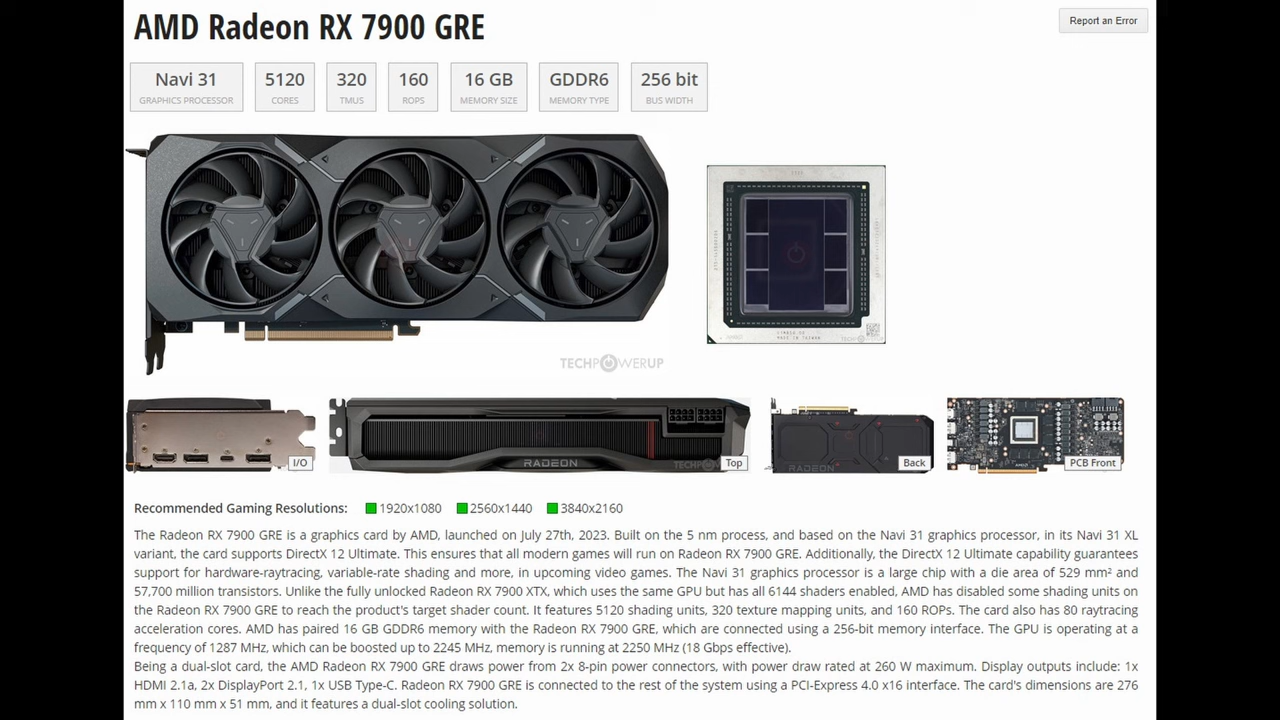 AMD Radeon RX 7900 GRE
Report an Error
Navi 31
GRAPHICS PROCESSOR
5120
CORES
320
TMUS
160
ROPS
16 GB
MEMORY SIZE
GDDR6
MEMORY TYPE
256 bit
BUS WIDTH
TECHPOWERUP
I/O
RADEON
Top
RADEON
Back
PCB Front
Recommended Gaming Resolutions: 1920x1080 2560x1440 3840x2160
The Radeon RX 7900 GRE is a graphics card by AMD, launched on July 27th, 2023. Built on the 5 nm process, and based on the Navi 31 graphics processor, in its Navi 31 XL
variant, the card supports DirectX 12 Ultimate. This ensures that all modern games will run on Radeon RX 7900 GRE. Additionally, the DirectX 12 Ultimate capability guarantees
support for hardware-raytracing, variable-rate shading and more, in upcoming video games. The Navi 31 graphics processor is a large chip with a die area of 529 mm² and
57,700 million transistors. Unlike the fully unlocked Radeon RX 7900 XTX, which uses the same GPU but has all 6144 shaders enabled, AMD has disabled some shading units on
the Radeon RX 7900 GRE to reach the product's target shader count. It features 5120 shading units, 320 texture mapping units, and 160 ROPs. The card also has 80 raytracing
acceleration cores. AMD has paired 16 GB GDDR6 memory with the Radeon RX 7900 GRE, which are connected using a 256-bit memory interface. The GPU is operating at a
frequency of 1287 MHz, which can be boosted up to 2245 MHz, memory is running at 2250 MHz (18 Gbps effective).
Being a dual-slot card, the AMD Radeon RX 7900 GRE draws power from 2x 8-pin power connectors, with power draw rated at 260 W maximum. Display outputs include: 1x
HDMI 2.1a, 2x DisplayPort 2.1, 1x USB Type-C. Radeon RX 7900 GRE is connected to the rest of the system using a PCI-Express 4.0 x16 interface. The card's dimensions are 276
mm x 110 mm x 51 mm, and it features a dual-slot cooling solution.